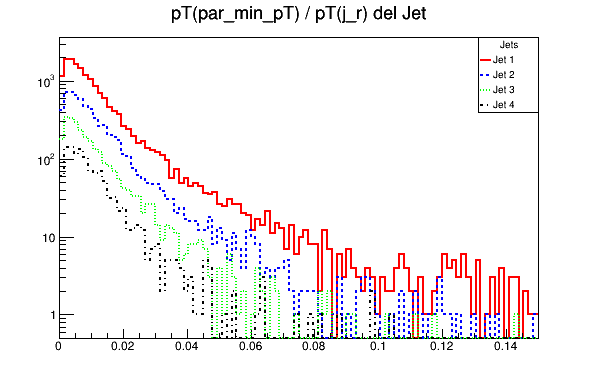 pT(par_min_pT) / pT(j_r) del Jet
Jets
Jet 1
Jet 2
Jet 3
Jet 4
10³
10²
10
1
0 0.02 0.04 0.06 0.08 0.1 0.12 0.14